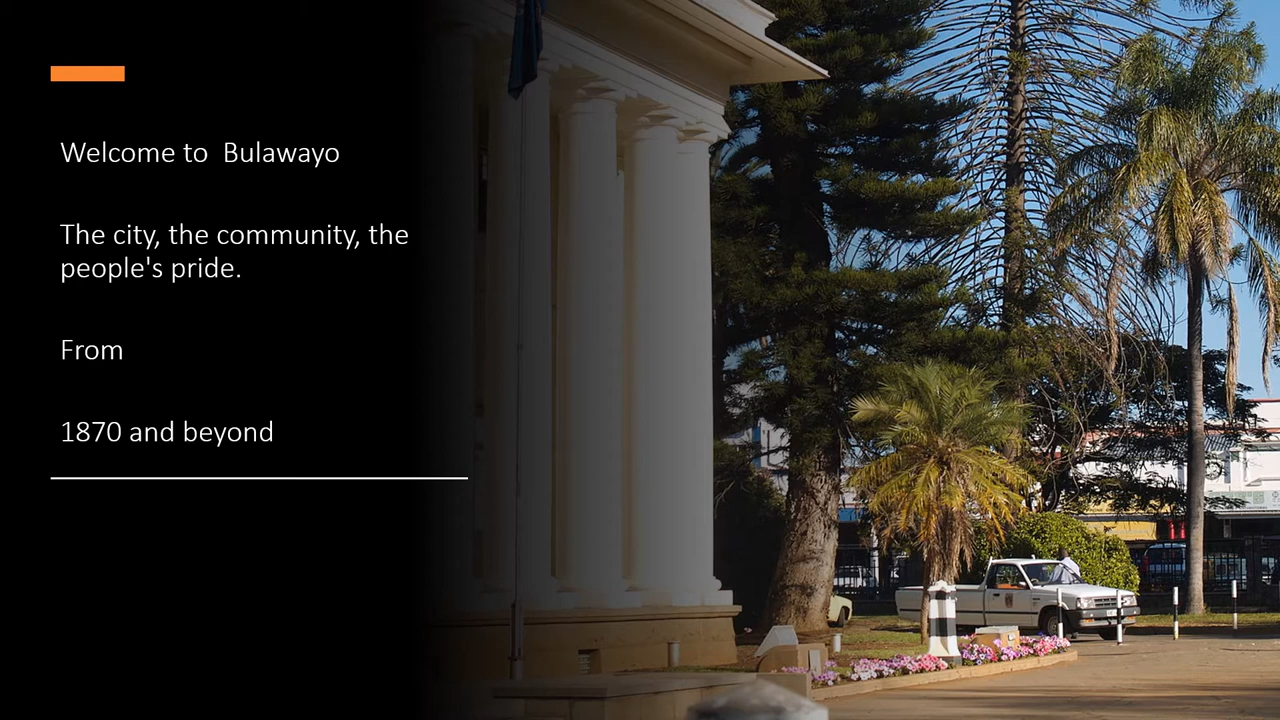 Welcome to  Bulawayo
The city, the community, the
people's pride.
From
1870 and beyond